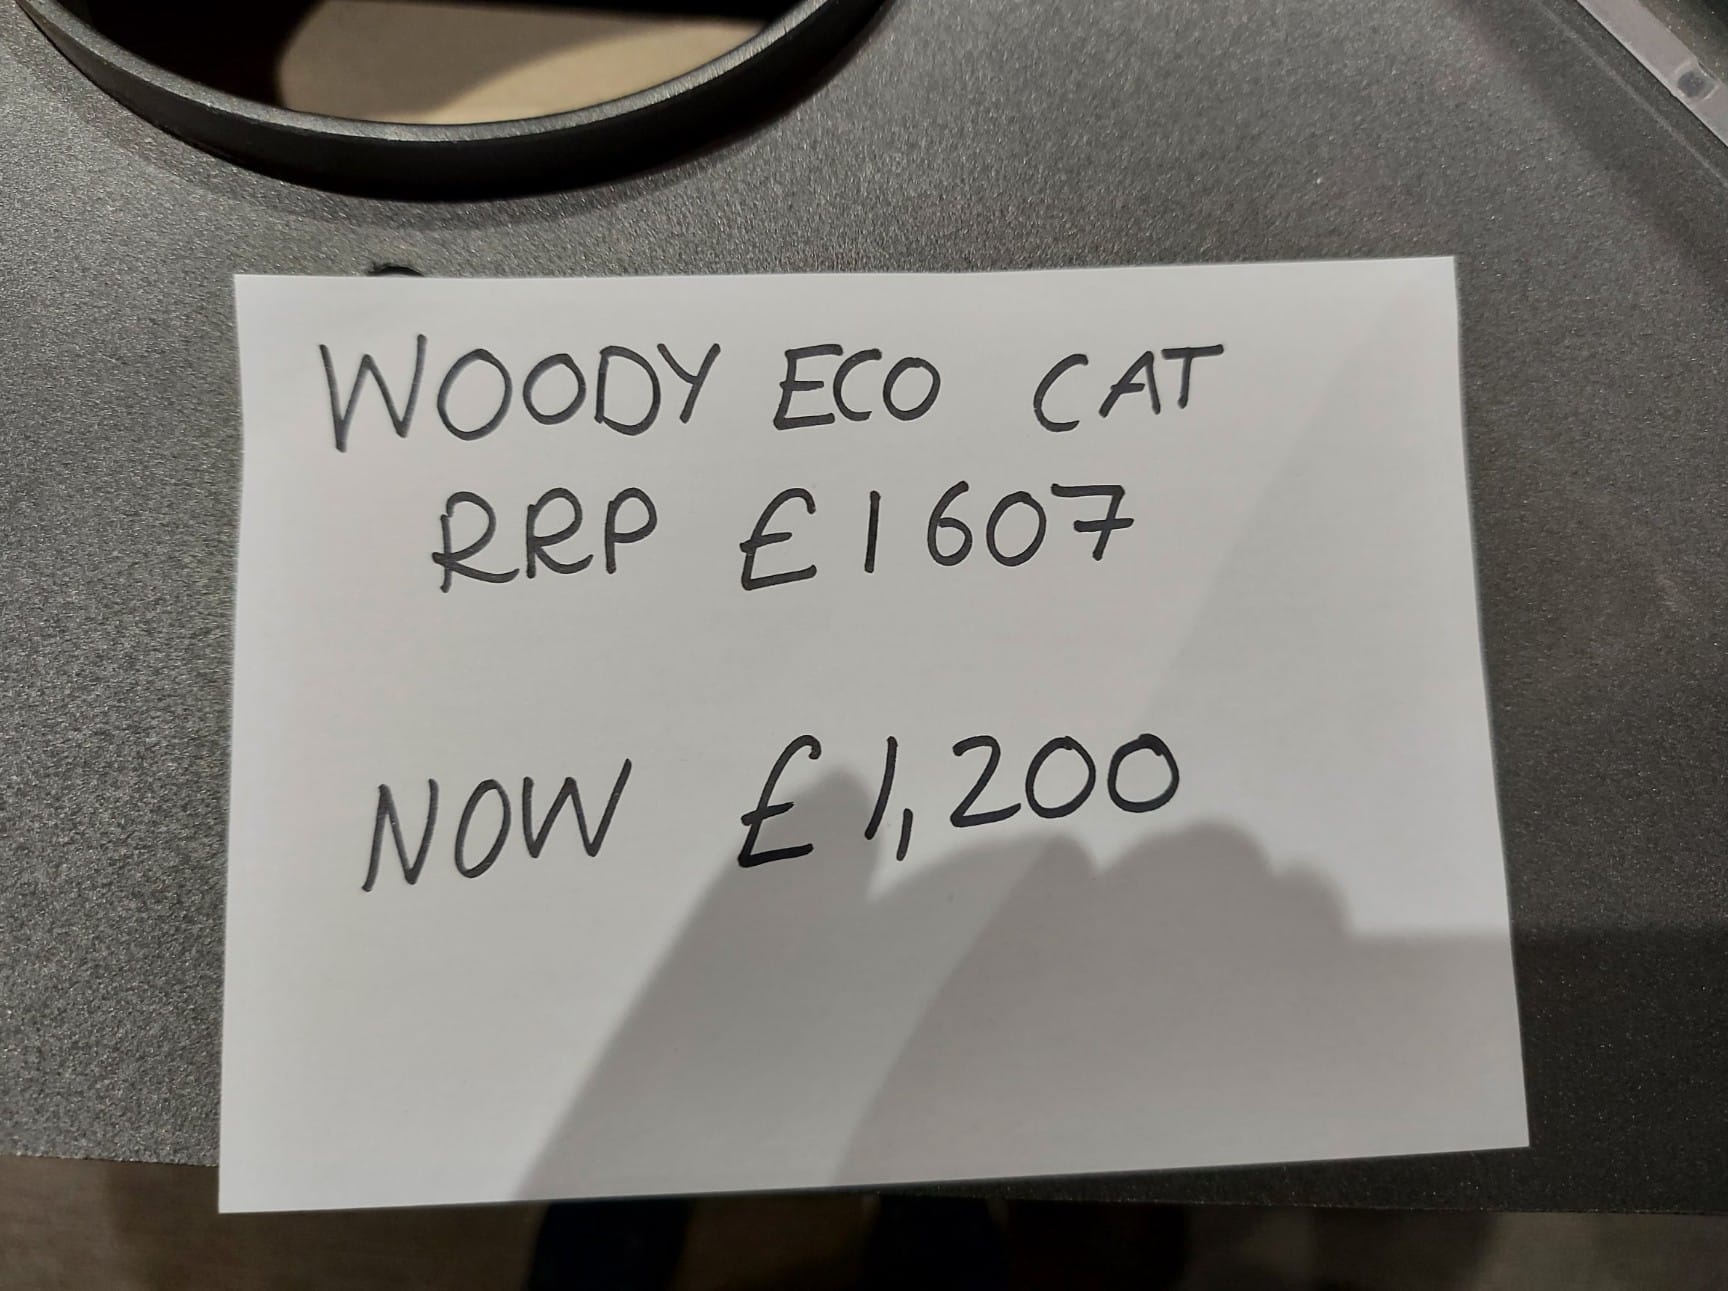 WOODY ECO CAT
RRP £1607
NOW £1,200